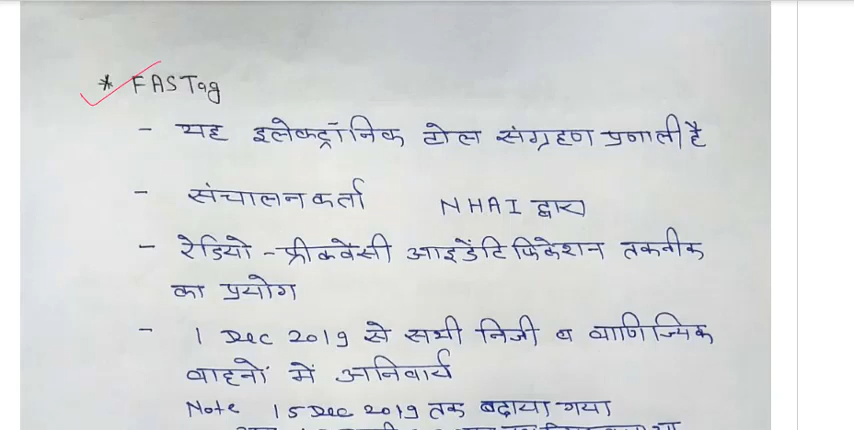 * FASTag
- यह इलेक्ट्रॉनिक टोल संग्रहण प्रणाली है
- संचालनकर्ता NHAI द्वारा
- रेडियो-फ्रीक्वेंसी आइडेंटिफिकेशन तकनीक
का प्रयोग
- 1 Dec 2019 से सभी निजी व वाणिज्यिक
वाहनों में अनिवार्य
Note 15 Dec 2019 तक बढ़ाया गया